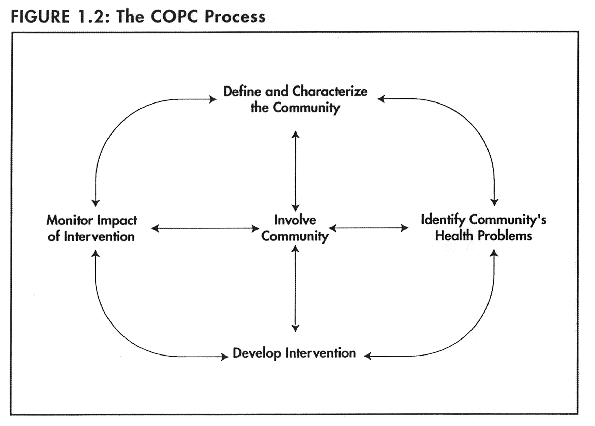 FIGURE 1.2: The COPC Process
Define and Characterize
the Community
Monitor Impact
of Intervention
Involve
Community
Identify Community's
Health Problems
Develop Intervention